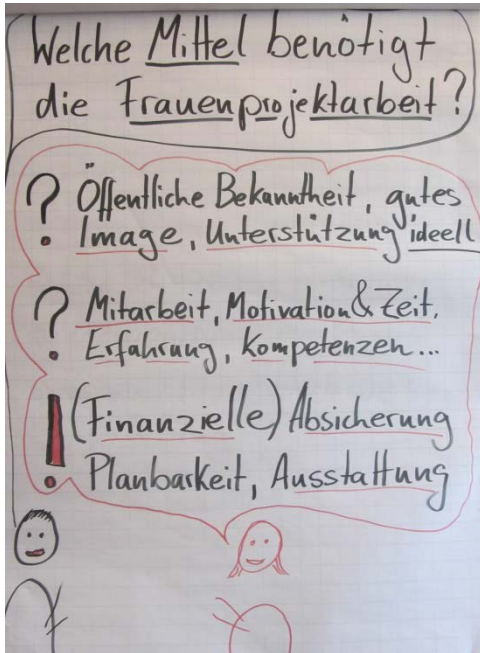 Welche Mittel benötigt
die Frauenprojektarbeit?
? Öffentliche Bekanntheit, gutes
Image, Unterstützung ideell
? Mitarbeit, Motivation & Zeit,
Erfahrung, Kompetenzen...
! (Finanzielle) Absicherung
Planbarkeit, Ausstattung